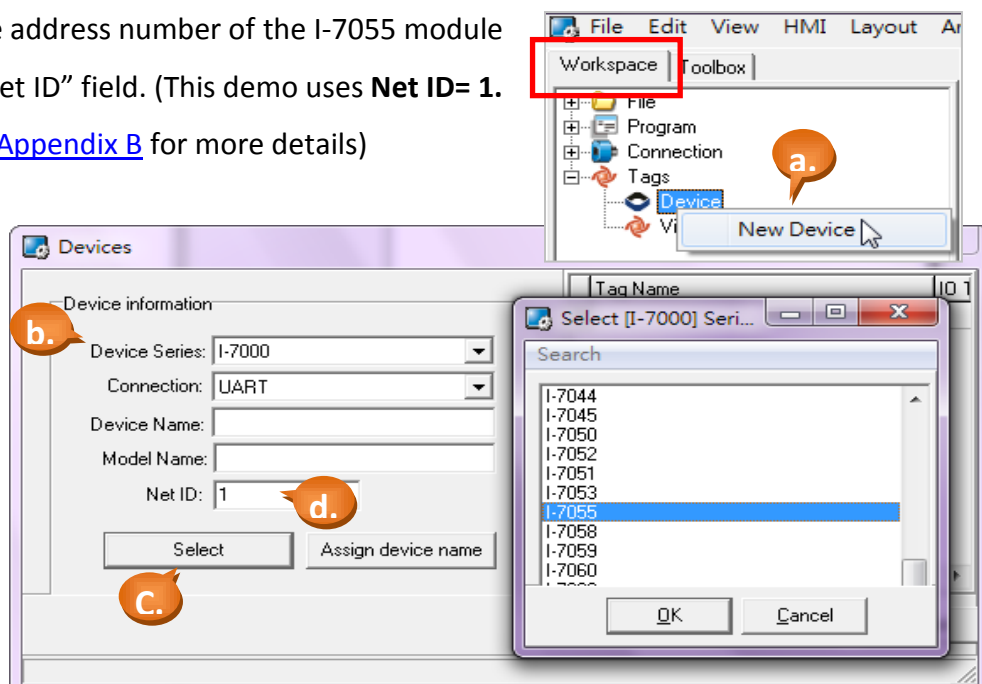 address number of the I-7055 module
File Edit View HMI Layout
et ID” field. (This demo uses Net ID= 1.
Workspace Toolbox
Appendix B for more details)
File
Program
Connection
a.
Tags
Device
New Device
Devices
Tag Name
Device information
b.
Device Series: I-7000
Connection: UART
Device Name:
Model Name:
Net ID: 1
d.
Select
Assign device name
C.
Select [I-7000] Seri...
Search
I-7044
I-7045
I-7050
I-7052
I-7051
I-7053
I-7055
I-7058
I-7059
I-7060
OK Cancel